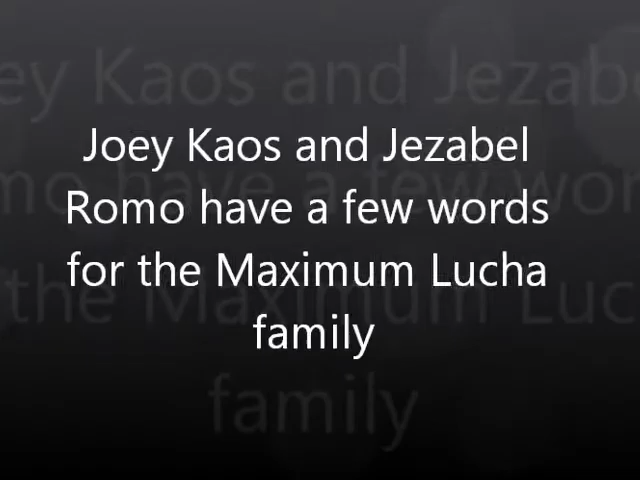 Joey Kaos and Jezabel
Romo have a few words
for the Maximum Lucha
family